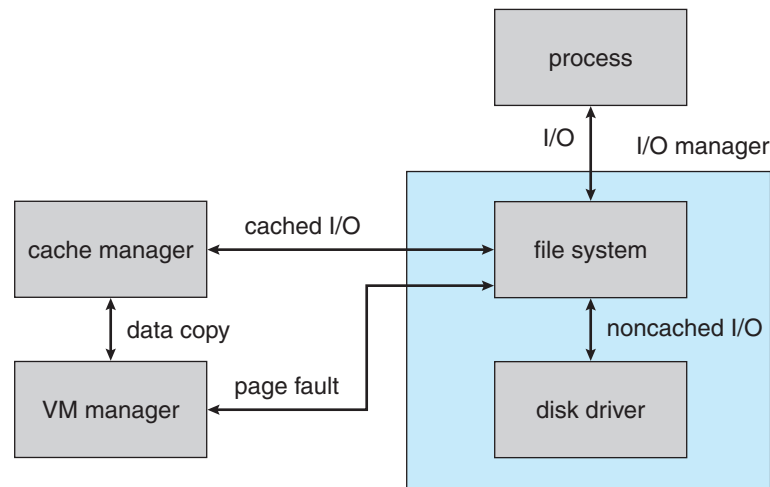 process
I/O
I/O manager
cached I/O
cache manager
file system
data copy
noncached I/O
page fault
VM manager
disk driver